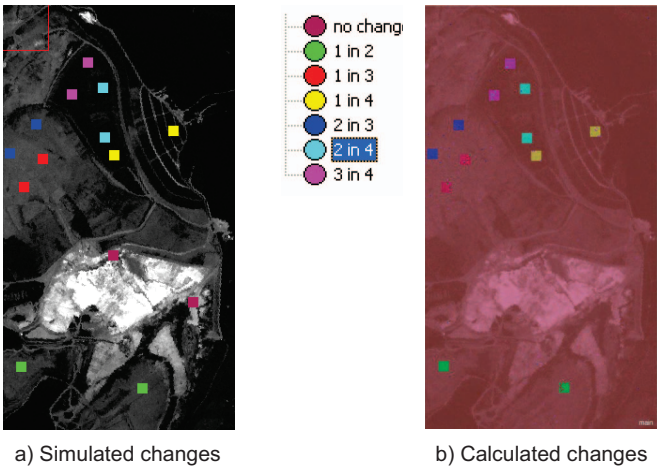 no chang
1 in 2
1 in 3
1 in 4
2 in 3
2 in 4
3 in 4
main
a) Simulated changes
b) Calculated changes